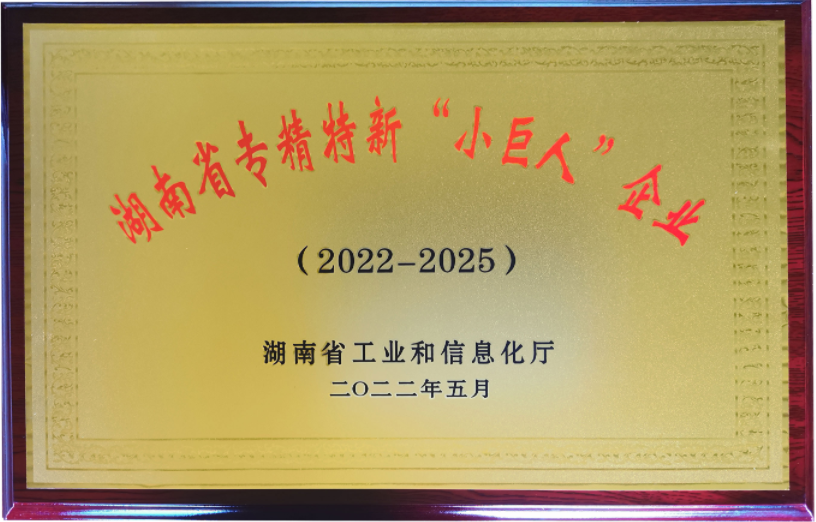 湖南省专精特新“小巨人”企业
（2022-2025）
湖南省工业和信息化厅
二〇二二年五月